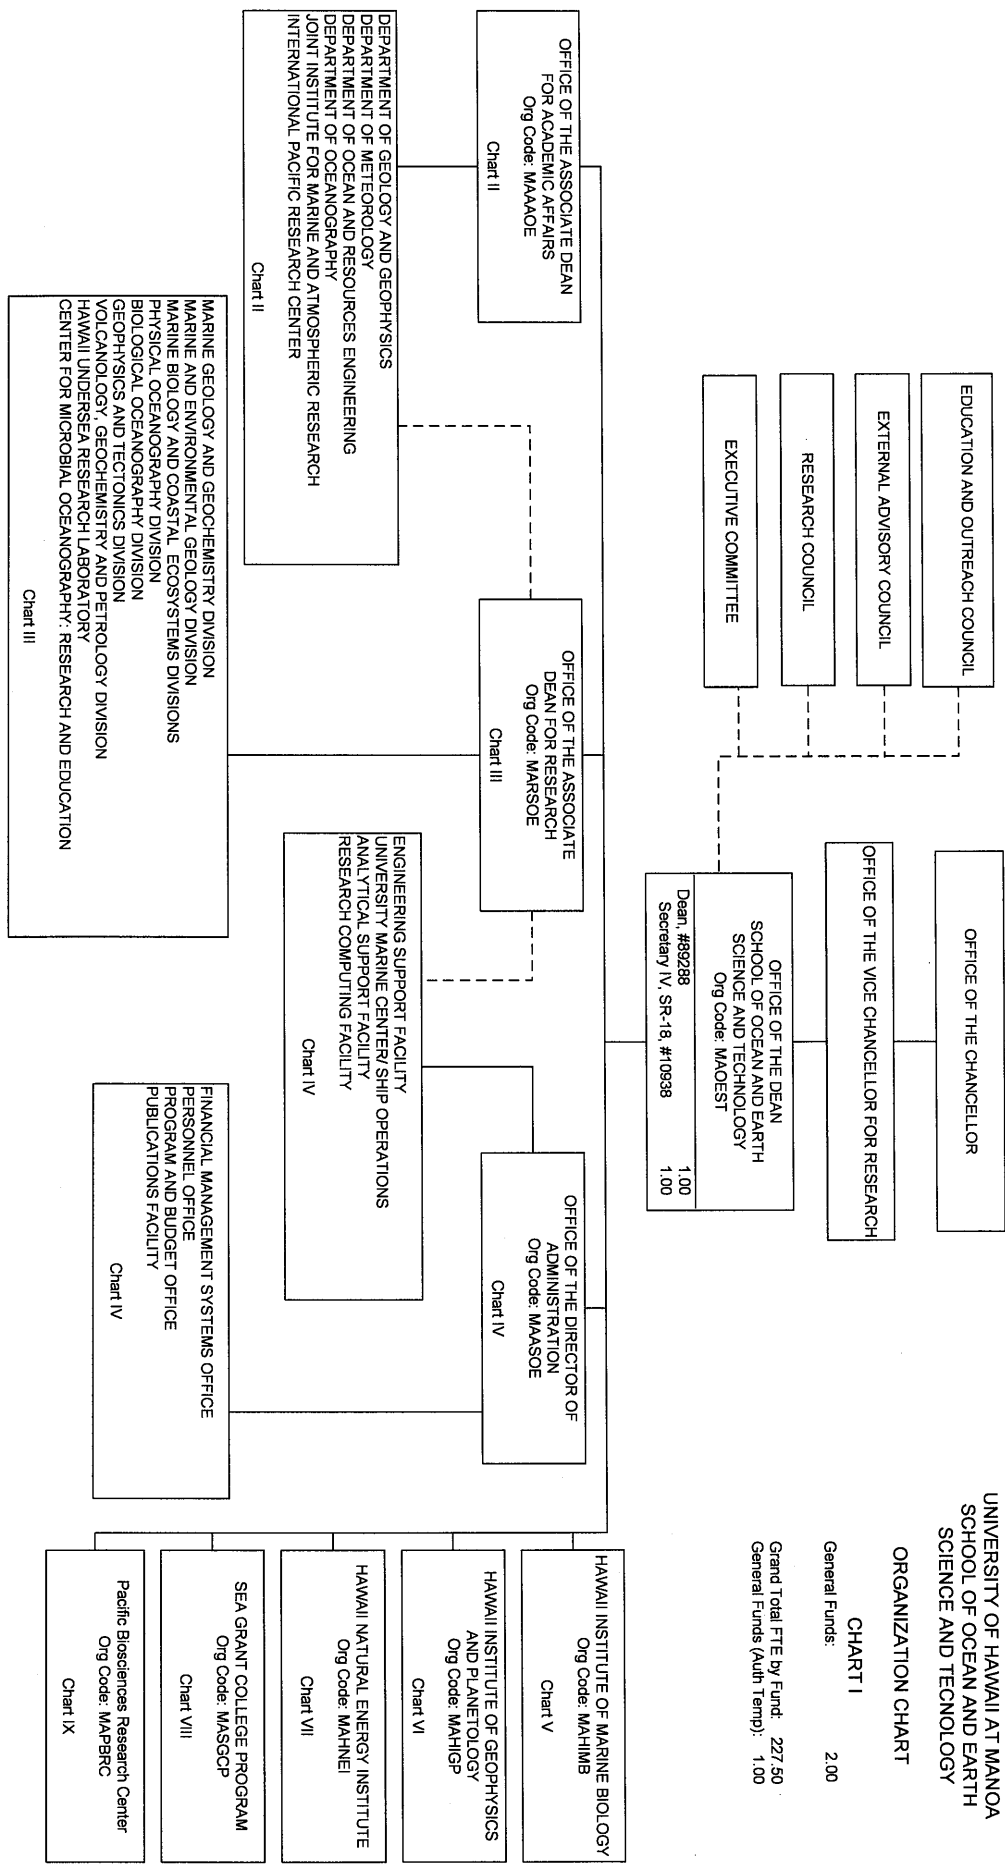 UNIVERSITY OF HAWAII AT MANOA
SCHOOL OF OCEAN AND EARTH
SCIENCE AND TECNOLOGY
ORGANIZATION CHART
CHART I
General Funds: 2.00
Grand Total FTE by Fund: 227.50
General Funds (Auth Temp): 1.00
OFFICE OF THE CHANCELLOR
OFFICE OF THE VICE CHANCELLOR FOR RESEARCH
OFFICE OF THE DEAN
SCHOOL OF OCEAN AND EARTH
SCIENCE AND TECHNOLOGY
Org Code: MAOEST
Dean, #89288 1.00
Secretary IV, SR-18, #10938 1.00
EDUCATION AND OUTREACH COUNCIL
EXTERNAL ADVISORY COUNCIL
RESEARCH COUNCIL
EXECUTIVE COMMITTEE
OFFICE OF THE ASSOCIATE DEAN
FOR ACADEMIC AFFAIRS
Org Code: MAAAOE
Chart II
DEPARTMENT OF GEOLOGY AND GEOPHYSICS
DEPARTMENT OF METEOROLOGY
DEPARTMENT OF OCEAN AND RESOURCES ENGINEERING
DEPARTMENT OF OCEANOGRAPHY
JOINT INSTITUTE FOR MARINE AND ATMOSPHERIC RESEARCH
INTERNATIONAL PACIFIC RESEARCH CENTER
Chart II
OFFICE OF THE ASSOCIATE
DEAN FOR RESEARCH
Org Code: MARSOE
Chart III
MARINE GEOLOGY AND GEOCHEMISTRY DIVISION
MARINE AND ENVIRONMENTAL GEOLOGY DIVISION
MARINE BIOLOGY AND COASTAL ECOSYSTEMS DIVISIONS
PHYSICAL OCEANOGRAPHY DIVISION
BIOLOGICAL OCEANOGRAPHY DIVISION
GEOPHYSICS AND TECTONICS DIVISION
VOLCANOLOGY, GEOCHEMISTRY AND PETROLOGY DIVISION
HAWAII UNDERSEA RESEARCH LABORATORY
CENTER FOR MICROBIAL OCEANOGRAPHY: RESEARCH AND EDUCATION
Chart III
ENGINEERING SUPPORT FACILITY
UNIVERSITY MARINE CENTER/ SHIP OPERATIONS
ANALYTICAL SUPPORT FACILITY
RESEARCH COMPUTING FACILITY
Chart IV
OFFICE OF THE DIRECTOR OF
ADMINISTRATION
Org Code: MAASOE
Chart IV
FINANCIAL MANAGEMENT SYSTEMS OFFICE
PERSONNEL OFFICE
PROGRAM AND BUDGET OFFICE
PUBLICATIONS FACILITY
Chart IV
HAWAII INSTITUTE OF MARINE BIOLOGY
Org Code: MAHIMB
Chart V
HAWAII INSTITUTE OF GEOPHYSICS
AND PLANETOLOGY
Org Code: MAHIGP
Chart VI
HAWAII NATURAL ENERGY INSTITUTE
Org Code: MAHNEI
Chart VII
SEA GRANT COLLEGE PROGRAM
Org Code: MASGCP
Chart VIII
Pacific Biosciences Research Center
Org Code: MAPBRC
Chart IX